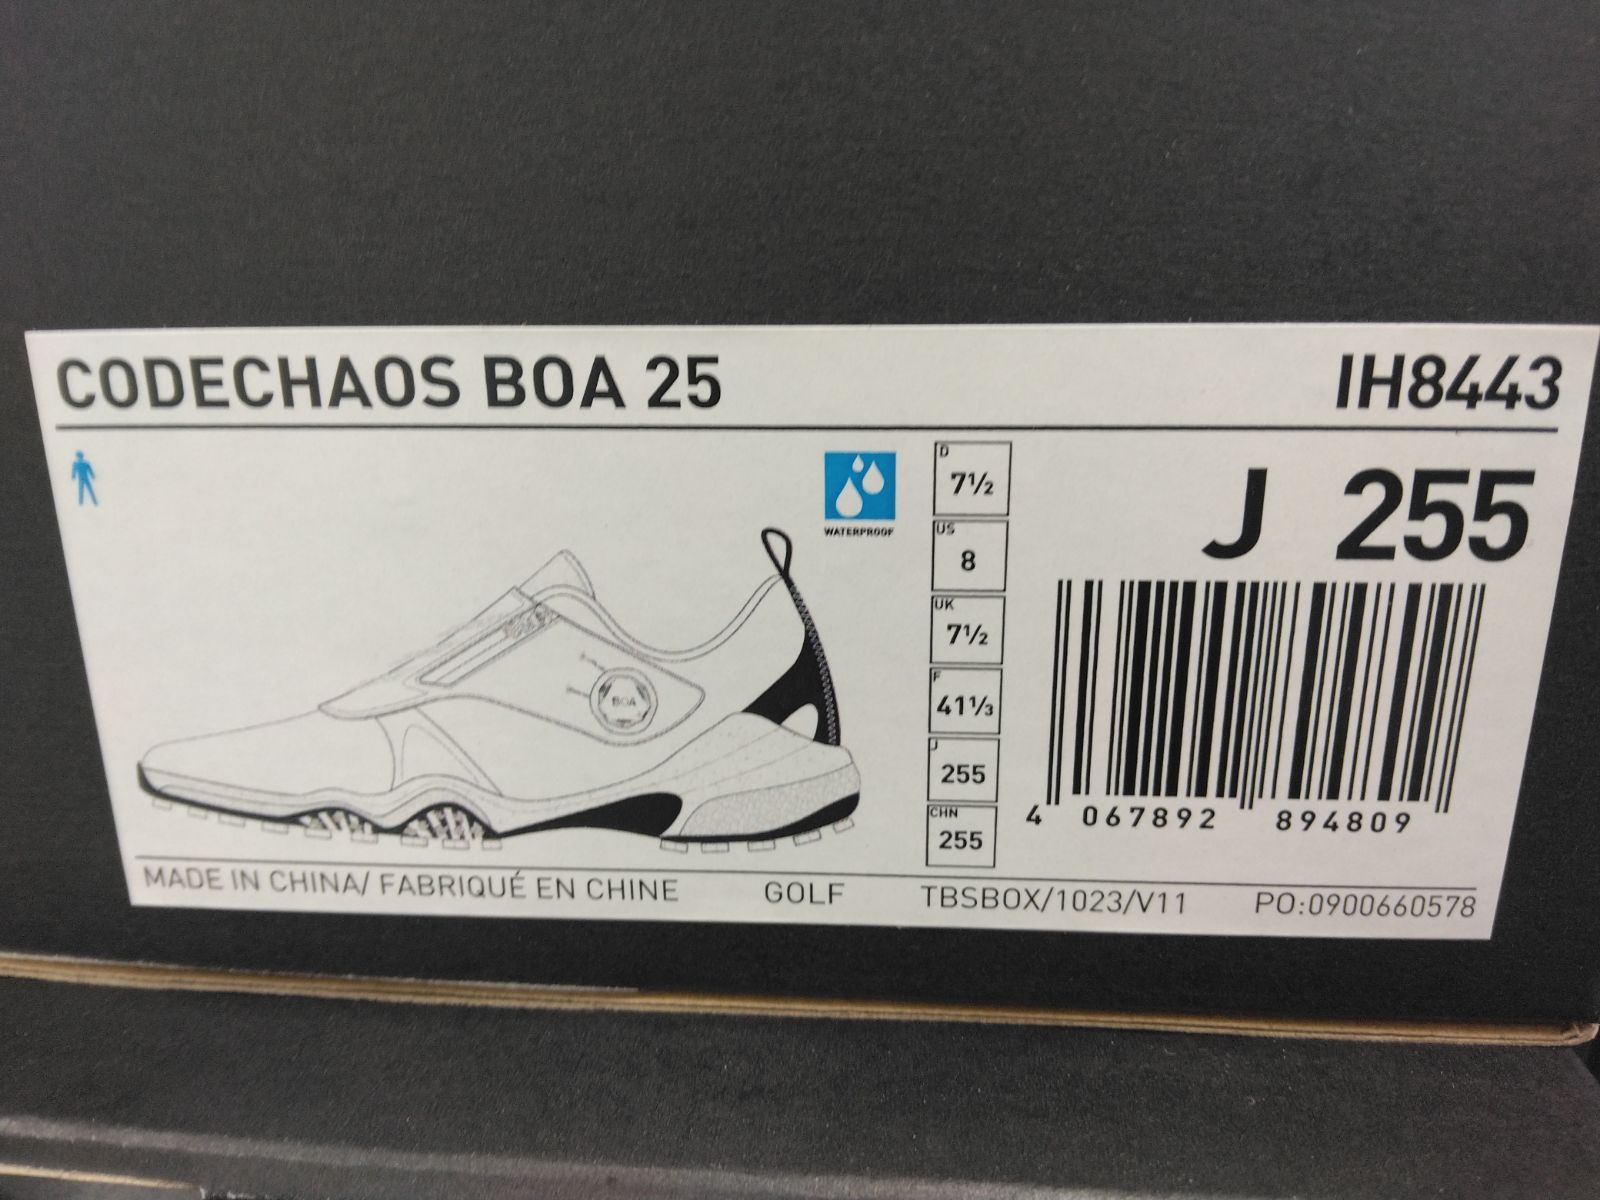 CODECHAOS BOA 25
IH8443
WATERPROOF
BOA
D
7½
US
8
UK
7½
F
41⅓
J
255
CHN
255
J 255
4 067892 894809
MADE IN CHINA/ FABRIQUÉ EN CHINE
GOLF
TBSBOX/1023/V11
PO:0900660578